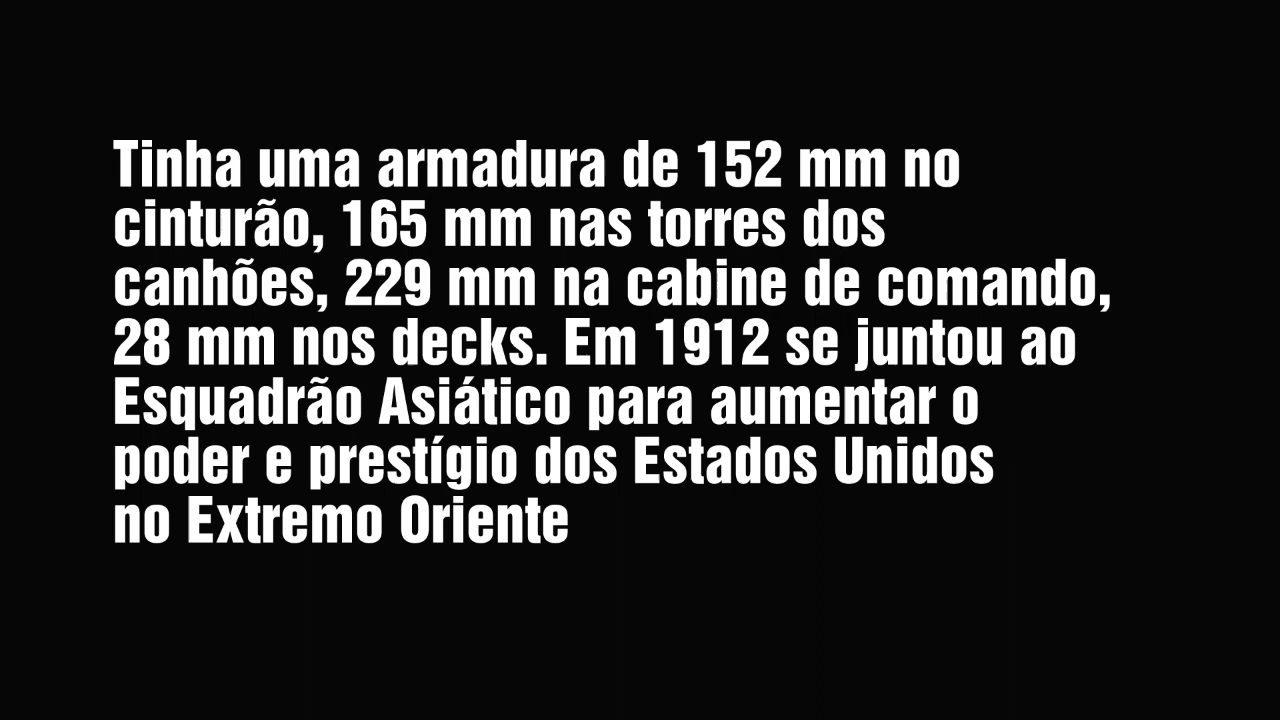 Tinha uma armadura de 152 mm no
cinturão, 165 mm nas torres dos
canhões, 229 mm na cabine de comando,
28 mm nos decks. Em 1912 se juntou ao
Esquadrão Asiático para aumentar o
poder e prestígio dos Estados Unidos
no Extremo Oriente